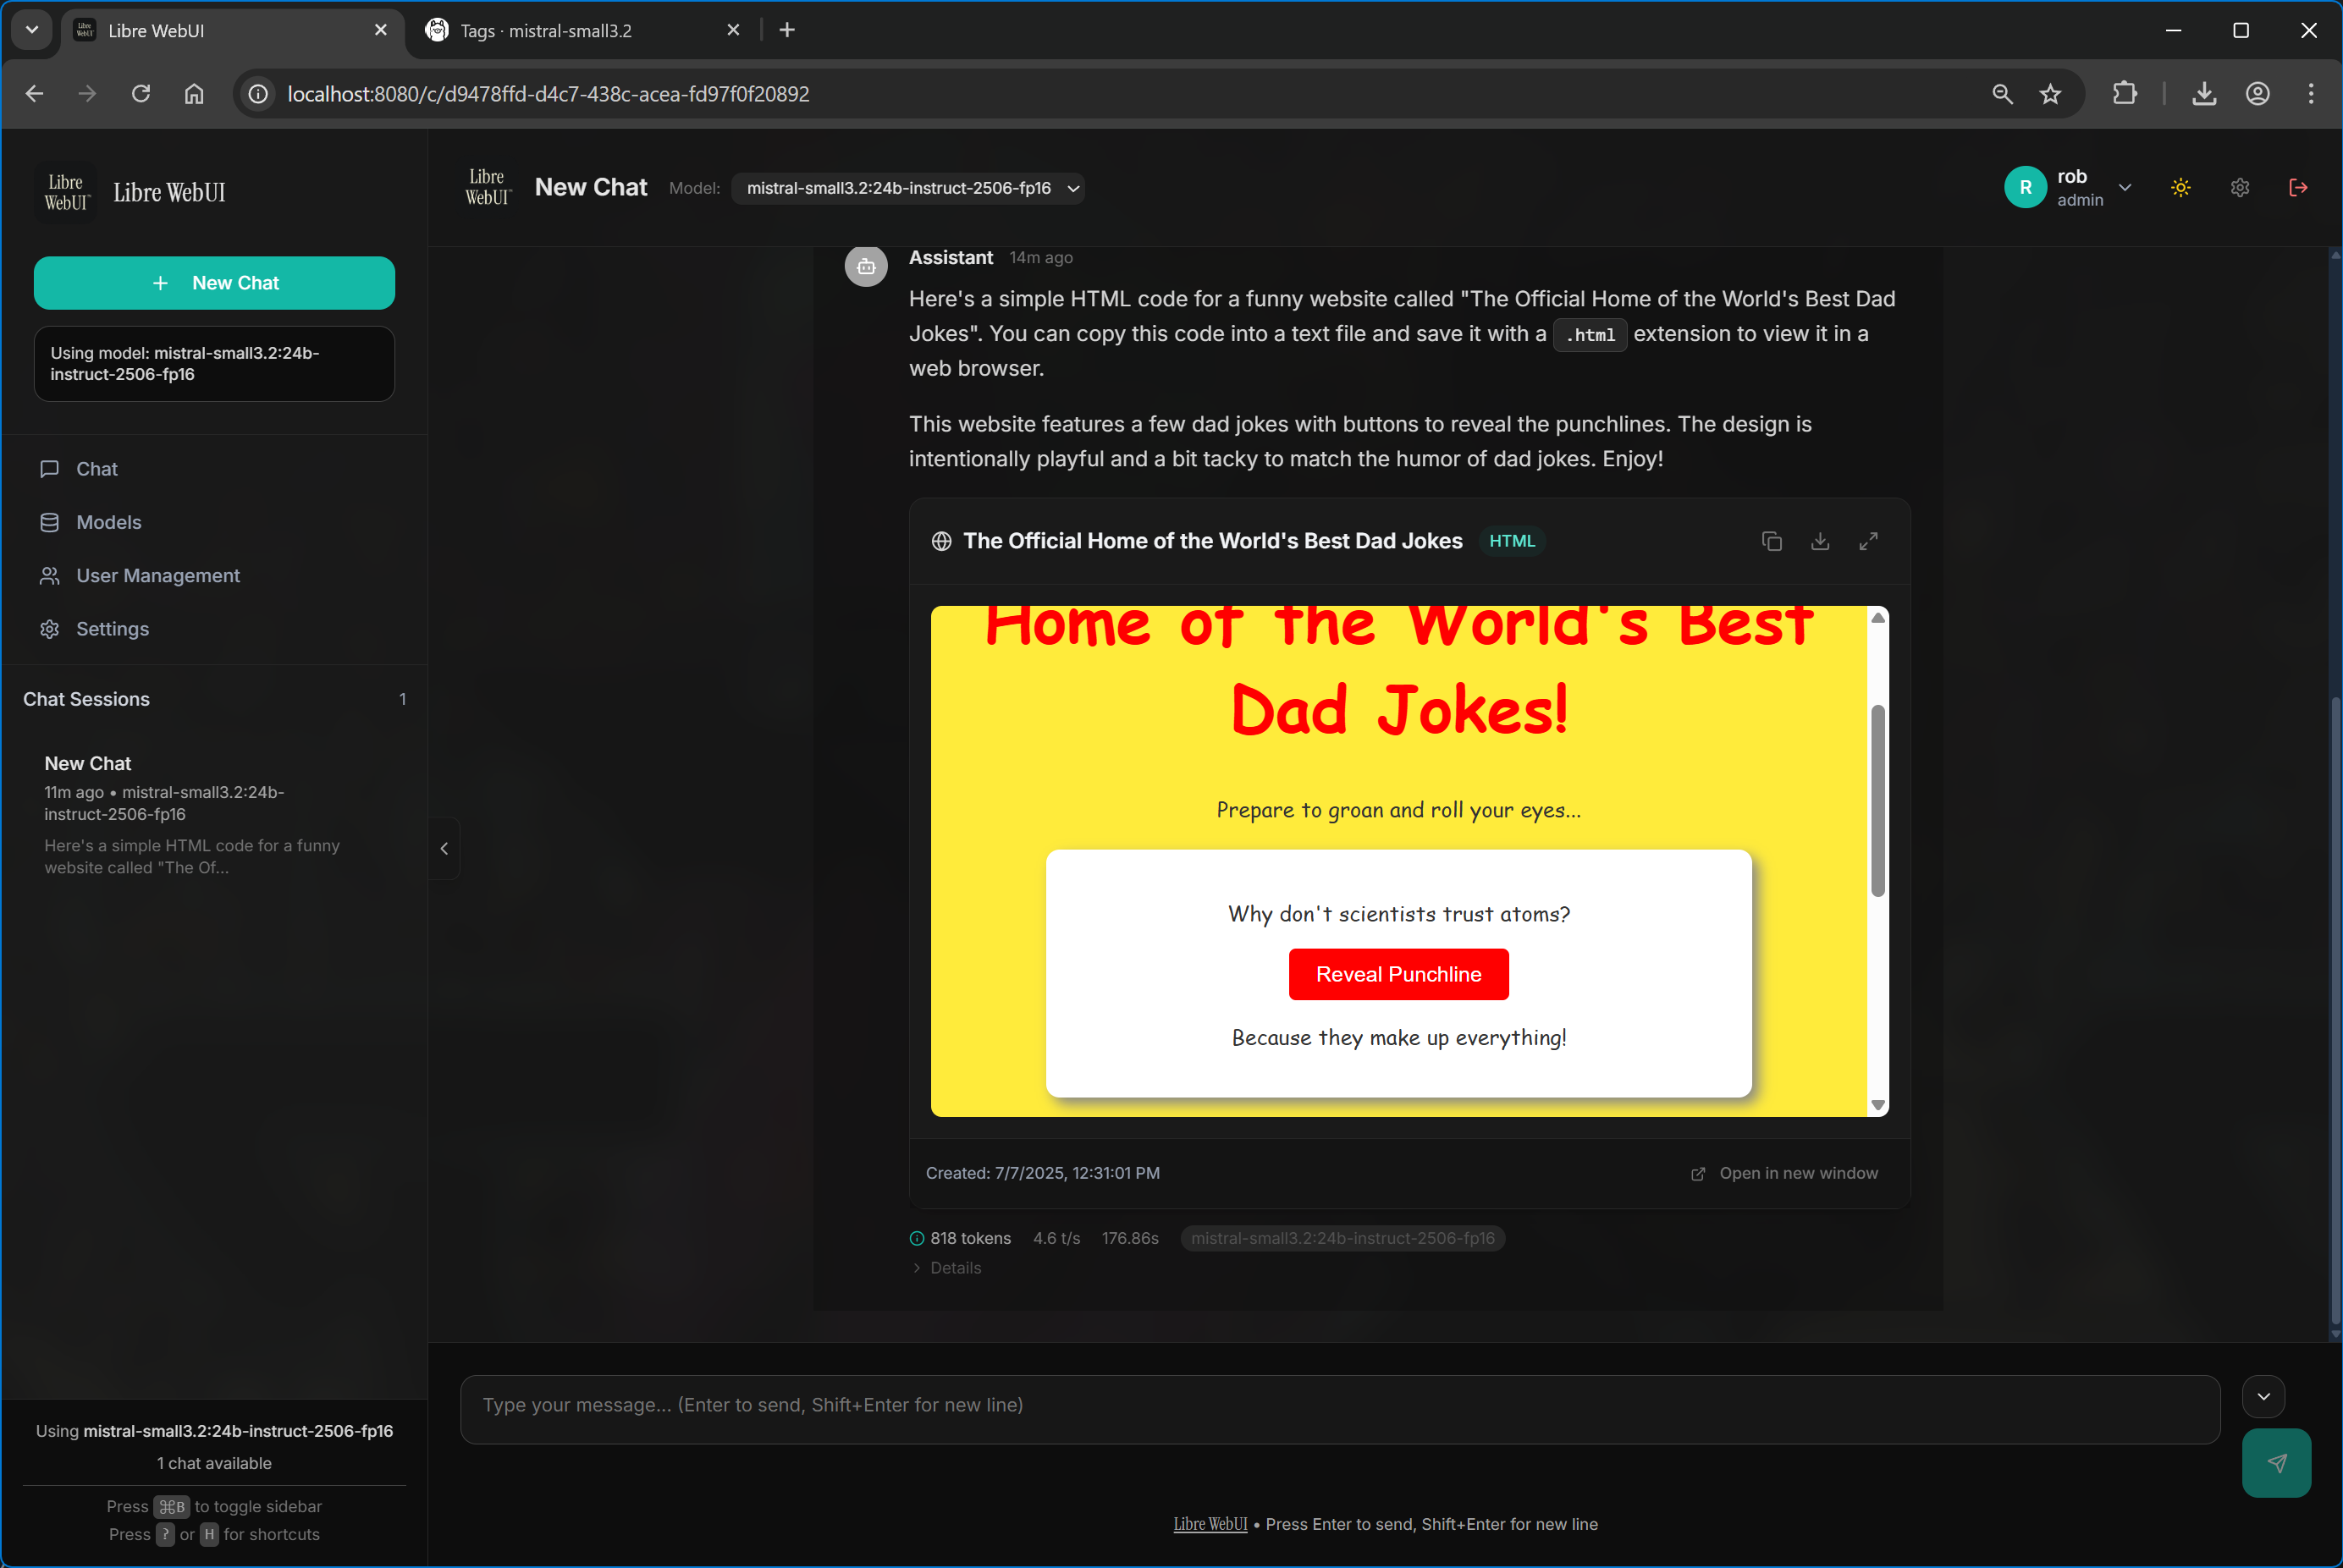 Libre WebUI
Tags · mistral-small3.2
localhost:8080/c/d9478ffd-d4c7-438c-acea-fd97f0f20892
Libre
WebUI™
Libre WebUI
New Chat
Using model: mistral-small3.2:24b-
instruct-2506-fp16
Chat
Models
User Management
Settings
Chat Sessions 1
New Chat
11m ago • mistral-small3.2:24b-
instruct-2506-fp16
Here's a simple HTML code for a funny
website called "The Of...
Using mistral-small3.2:24b-instruct-2506-fp16
1 chat available
Press ⌘B to toggle sidebar
Press ? or H for shortcuts
Libre
WebUI™
New Chat Model: mistral-small3.2:24b-instruct-2506-fp16
R
rob
admin
Assistant 14m ago
Here's a simple HTML code for a funny website called "The Official Home of the World's Best Dad
Jokes". You can copy this code into a text file and save it with a .html extension to view it in a
web browser.
This website features a few dad jokes with buttons to reveal the punchlines. The design is
intentionally playful and a bit tacky to match the humor of dad jokes. Enjoy!
The Official Home of the World's Best Dad Jokes HTML
Home of the World's Best
Dad Jokes!
Prepare to groan and roll your eyes...
Why don't scientists trust atoms?
Reveal Punchline
Because they make up everything!
Created: 7/7/2025, 12:31:01 PM
Open in new window
818 tokens 4.6 t/s 176.86s mistral-small3.2:24b-instruct-2506-fp16
Details
Type your message... (Enter to send, Shift+Enter for new line)
Libre WebUI • Press Enter to send, Shift+Enter for new line